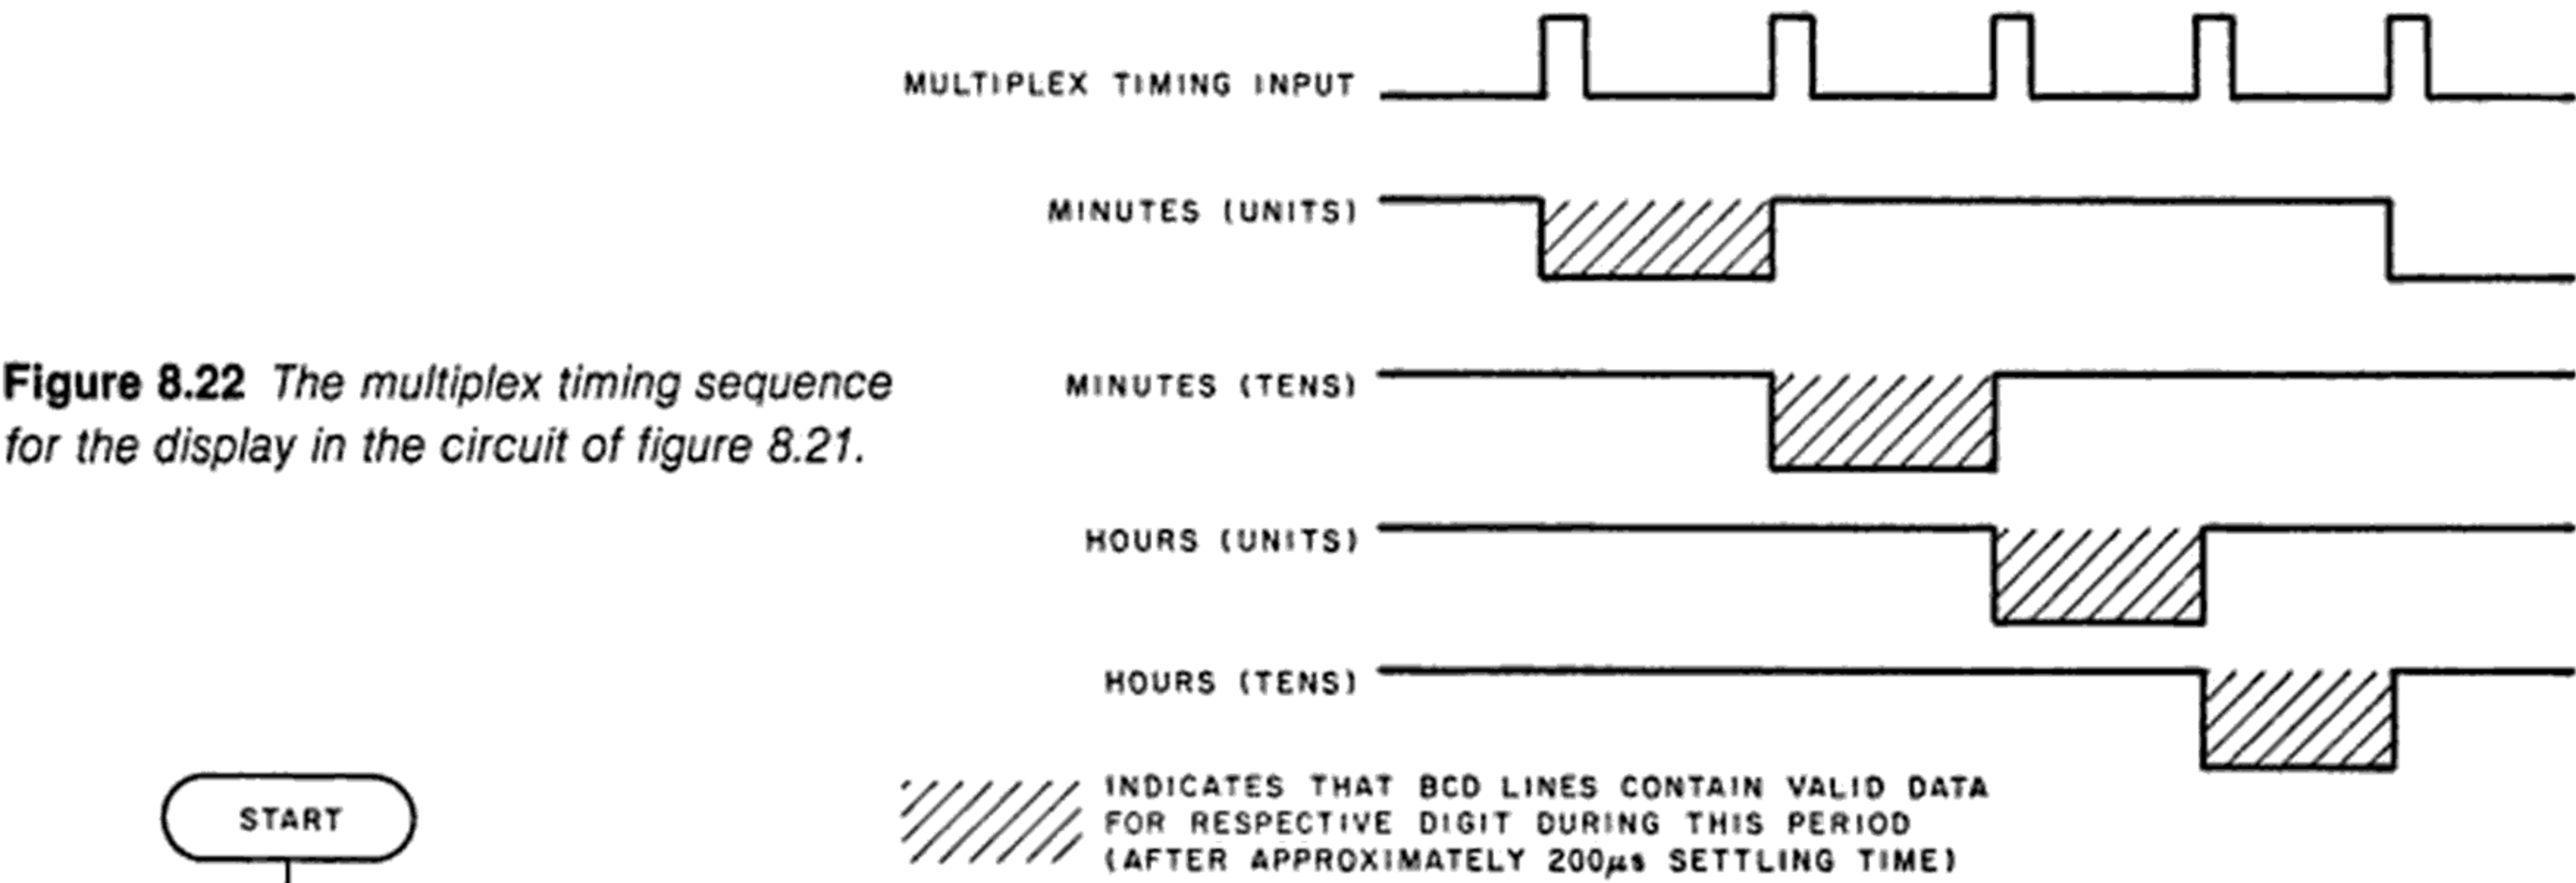 MULTIPLEX TIMING INPUT
MINUTES (UNITS)
Figure 8.22 The multiplex timing sequence
for the display in the circuit of figure 8.21.
MINUTES (TENS)
HOURS (UNITS)
HOURS (TENS)
INDICATES THAT BCD LINES CONTAIN VALID DATA
FOR RESPECTIVE DIGIT DURING THIS PERIOD
(AFTER APPROXIMATELY 200μs SETTLING TIME)
START